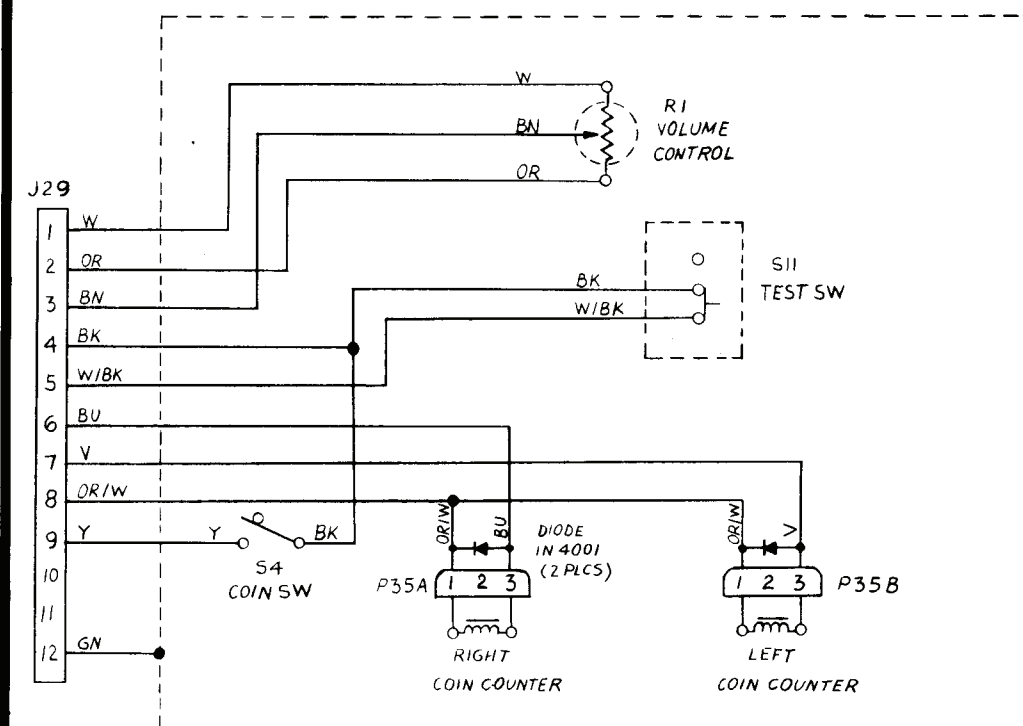 W
R1
VOLUME
CONTROL
BN
OR
J29
1 W
2 OR
3 BN
4 BK
5 W/BK
6 BU
7 V
8 OR/W
9 Y
10
11
12 GN
BK
W/BK
S11
TEST SW
Y
BK
S4
COIN SW
OR/W
BU
DIODE
IN 4001
(2 PLCS)
OR/W
V
P35A
1 2 3
1 2 3
P35B
RIGHT
COIN COUNTER
LEFT
COIN COUNTER